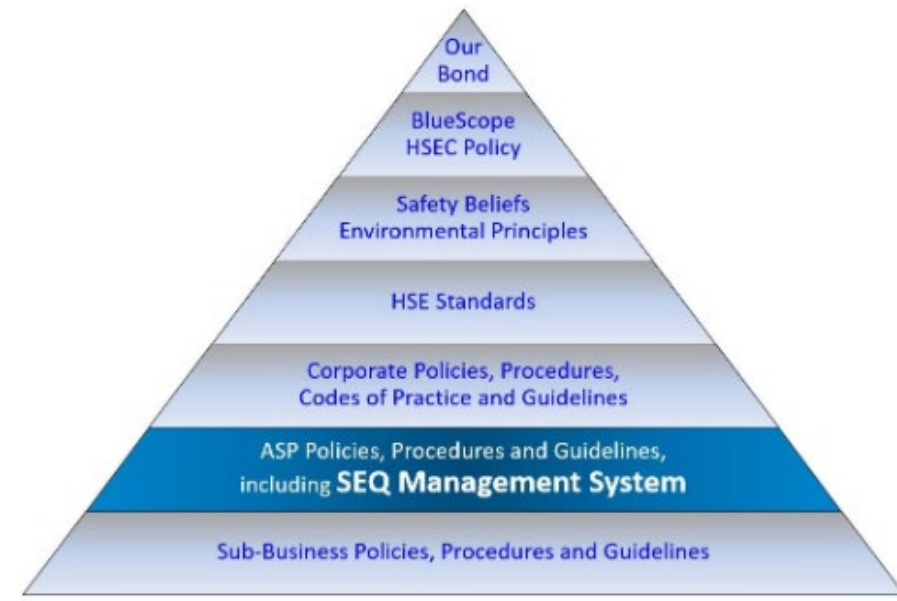 Our
Bond
BlueScope
HSEC Policy
Safety Beliefs
Environmental Principles
HSE Standards
Corporate Policies, Procedures,
Codes of Practice and Guidelines
ASP Policies, Procedures and Guidelines,
including SEQ Management System
Sub-Business Policies, Procedures and Guidelines